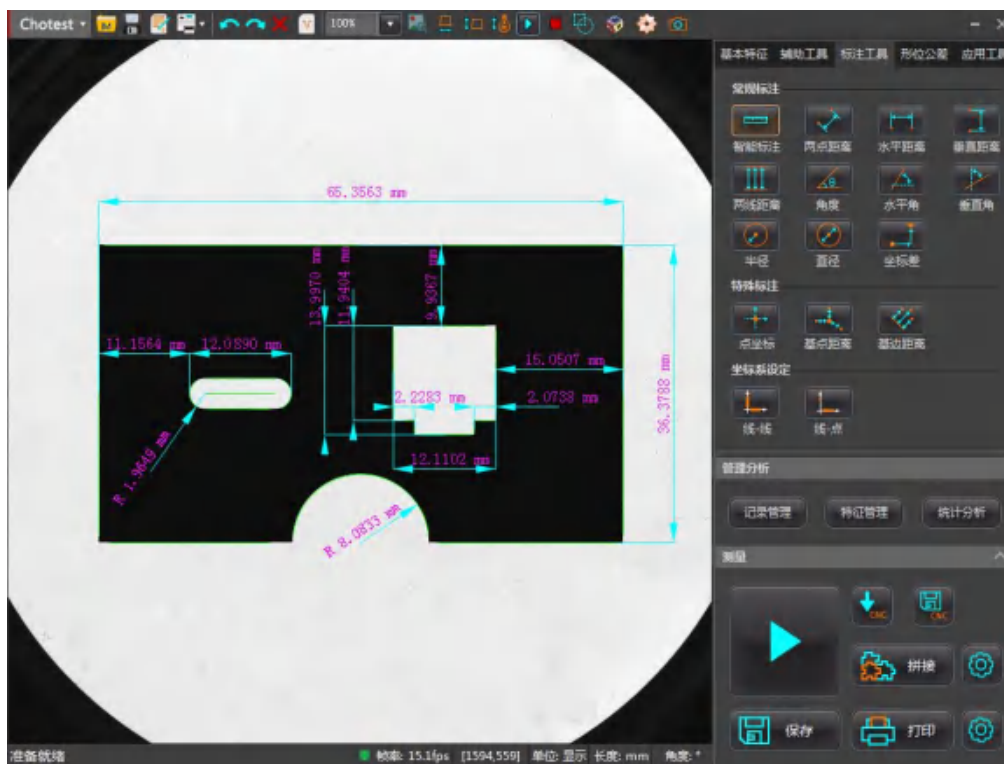 Chotest
100%
基本特征 辅助工具 标注工具 形位公差 应用工具
常规标注
智能标注 两点距离 水平距离 垂直距离
两线距离 角度 水平角 垂直角
半径 直径 坐标差
特殊标注
点坐标 基点距离 基边距离
坐标系设定
线-线 线-点
管理分析
记录管理 特征管理 统计分析
测量
CNC CNC
拼接
保存 打印
65.3563 mm
13.9970 mm
11.9404 mm
9.9367 mm
11.1564 mm
12.0890 mm
15.0507 mm
2.2283 mm
2.0738 mm
36.3788 mm
12.1102 mm
R 1.9649 mm
R 8.0833 mm
准备就绪 帧率: 15.1fps [1594,559] 单位: 显示 长度: mm 角度: °